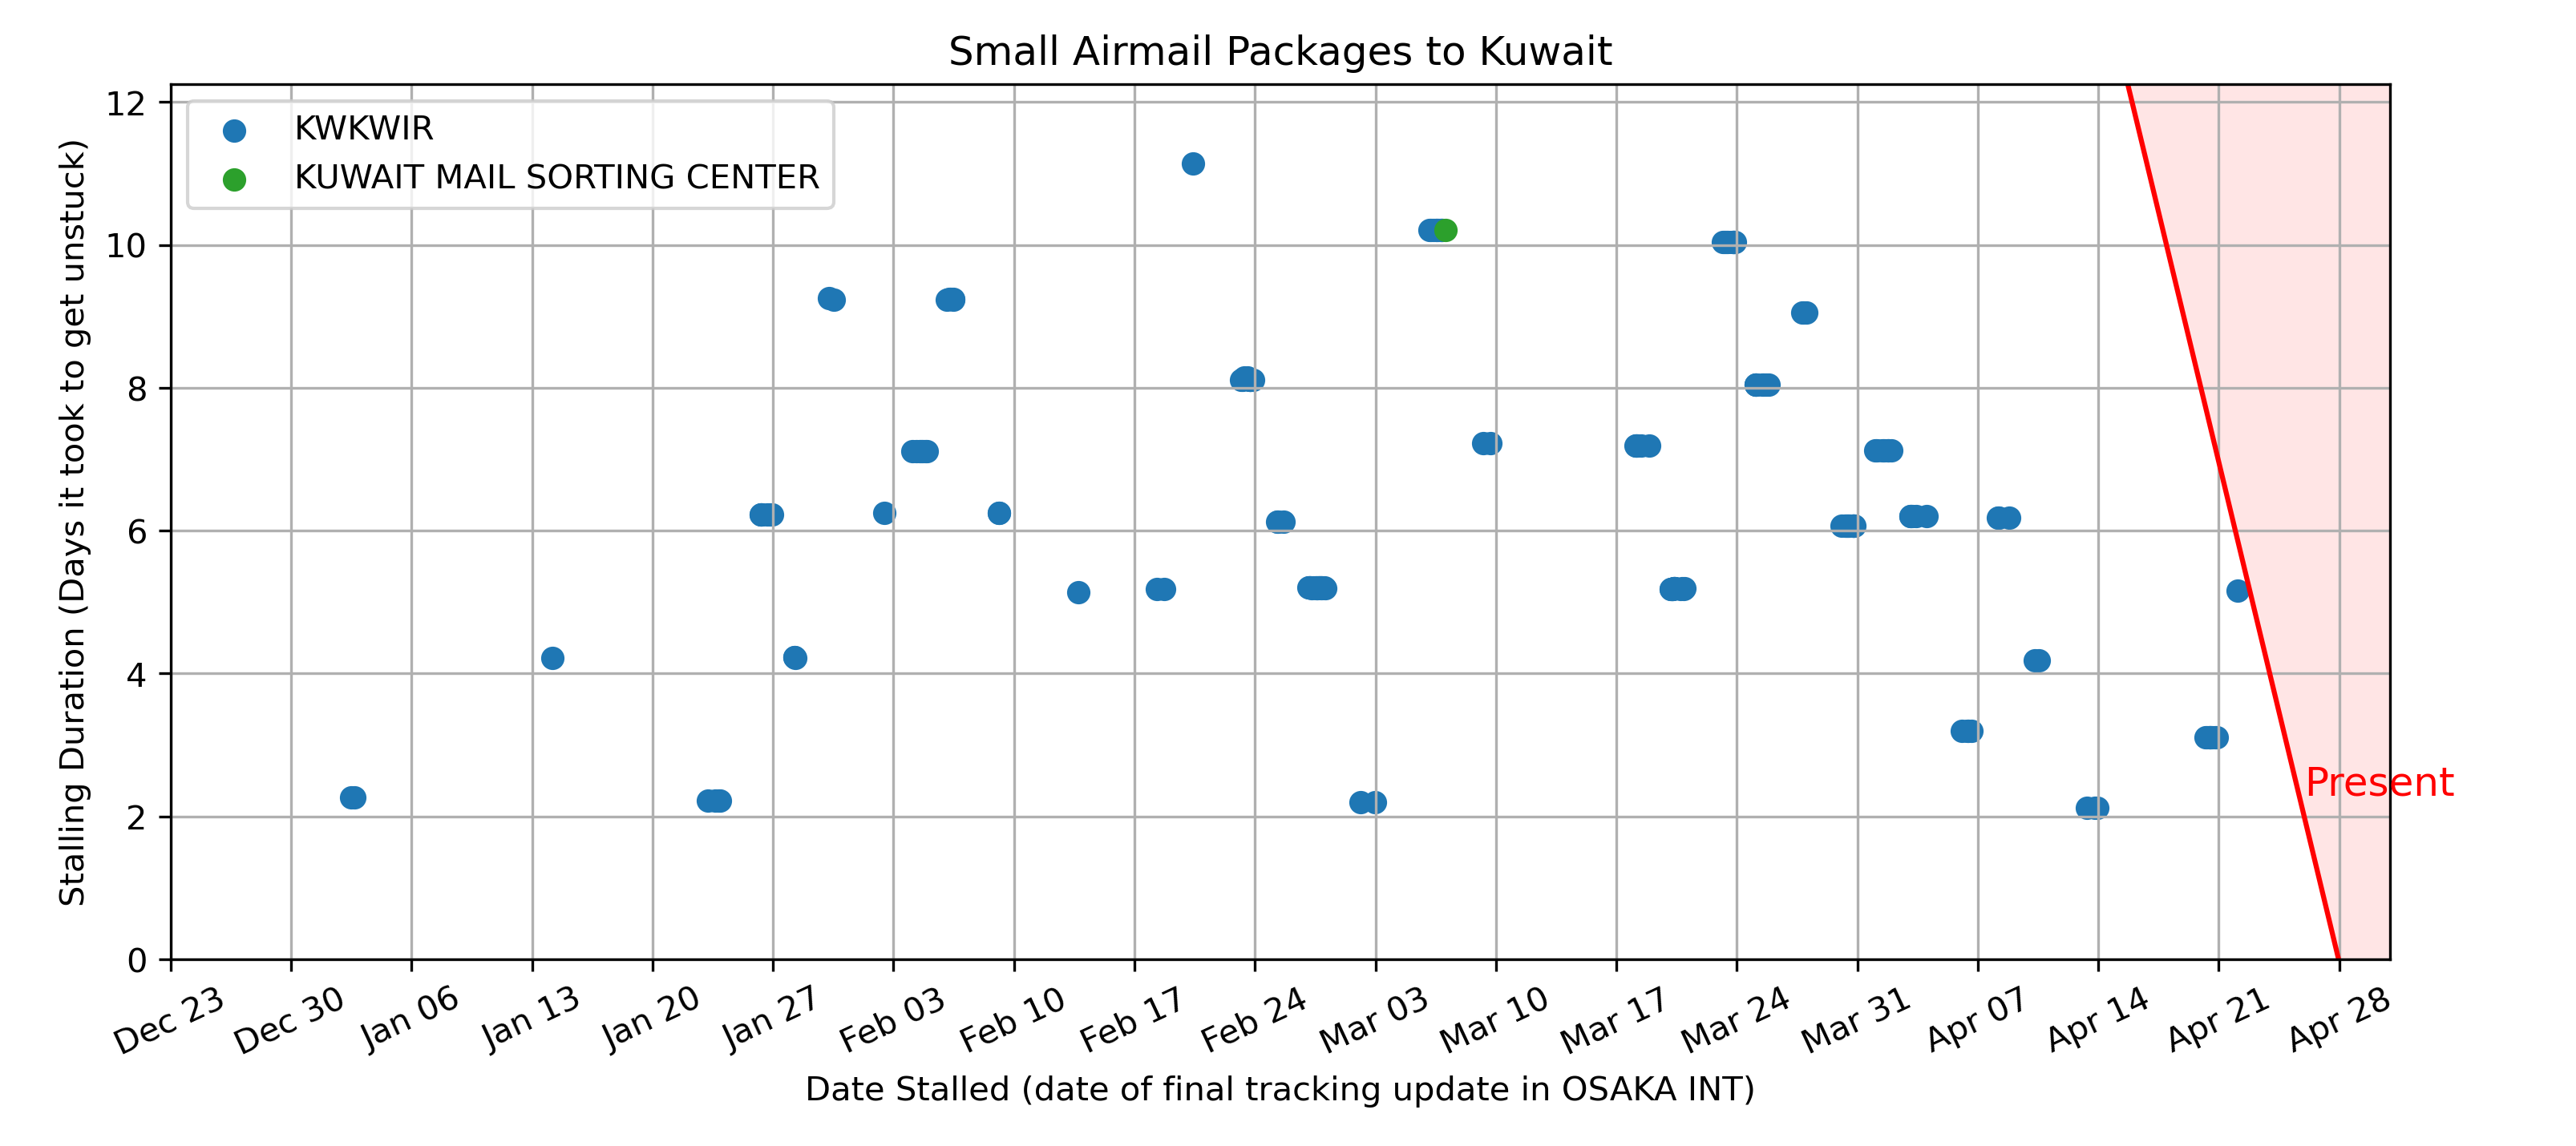 Small Airmail Packages to Kuwait
KWKWIR
KUWAIT MAIL SORTING CENTER
Stalling Duration (Days it took to get unstuck)
12
10
8
6
4
2
0
Present
Dec 23
Dec 30
Jan 06
Jan 13
Jan 20
Jan 27
Feb 03
Feb 10
Feb 17
Feb 24
Mar 03
Mar 10
Mar 17
Mar 24
Mar 31
Apr 07
Apr 14
Apr 21
Apr 28
Date Stalled (date of final tracking update in OSAKA INT)